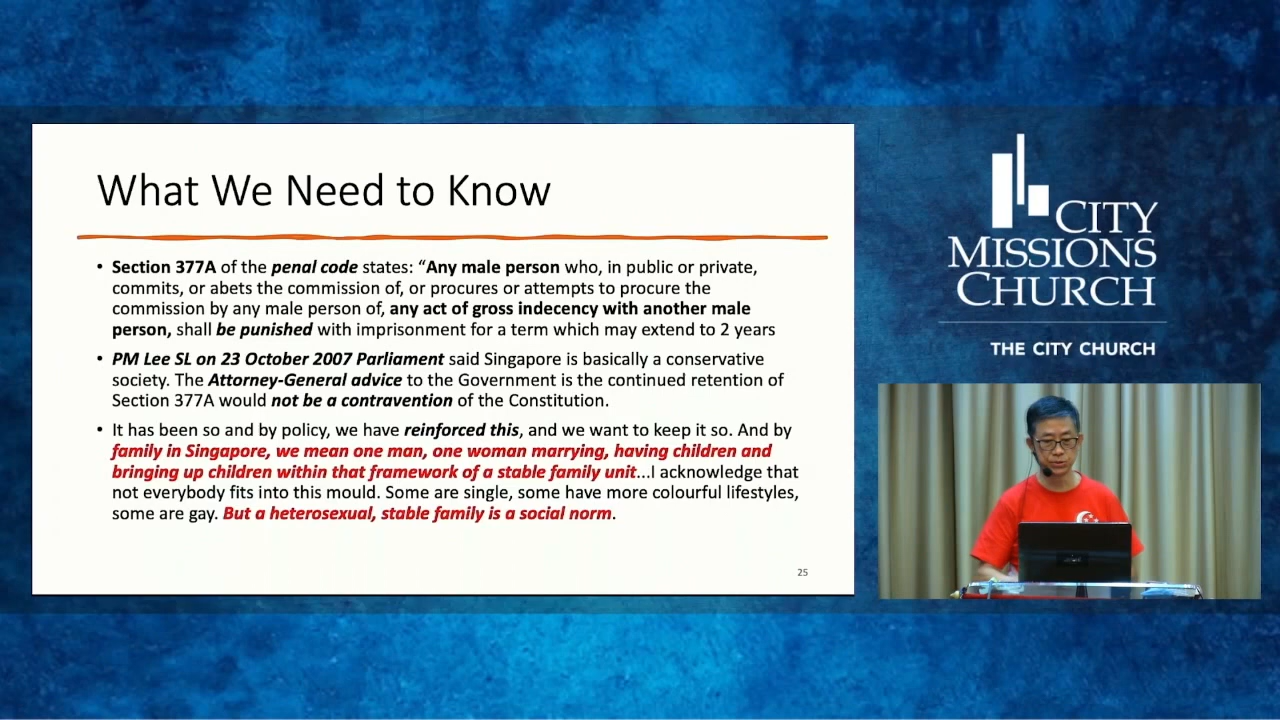 What We Need to Know
• Section 377A of the penal code states: “Any male person who, in public or private,
commits, or abets the commission of, or procures or attempts to procure the
commission by any male person of, any act of gross indecency with another male
person, shall be punished with imprisonment for a term which may extend to 2 years
• PM Lee SL on 23 October 2007 Parliament said Singapore is basically a conservative
society. The Attorney-General advice to the Government is the continued retention of
Section 377A would not be a contravention of the Constitution.
• It has been so and by policy, we have reinforced this, and we want to keep it so. And by
family in Singapore, we mean one man, one woman marrying, having children and
bringing up children within that framework of a stable family unit...I acknowledge that
not everybody fits into this mould. Some are single, some have more colourful lifestyles,
some are gay. But a heterosexual, stable family is a social norm.
25
CITY
MISSIONS
CHURCH
THE CITY CHURCH